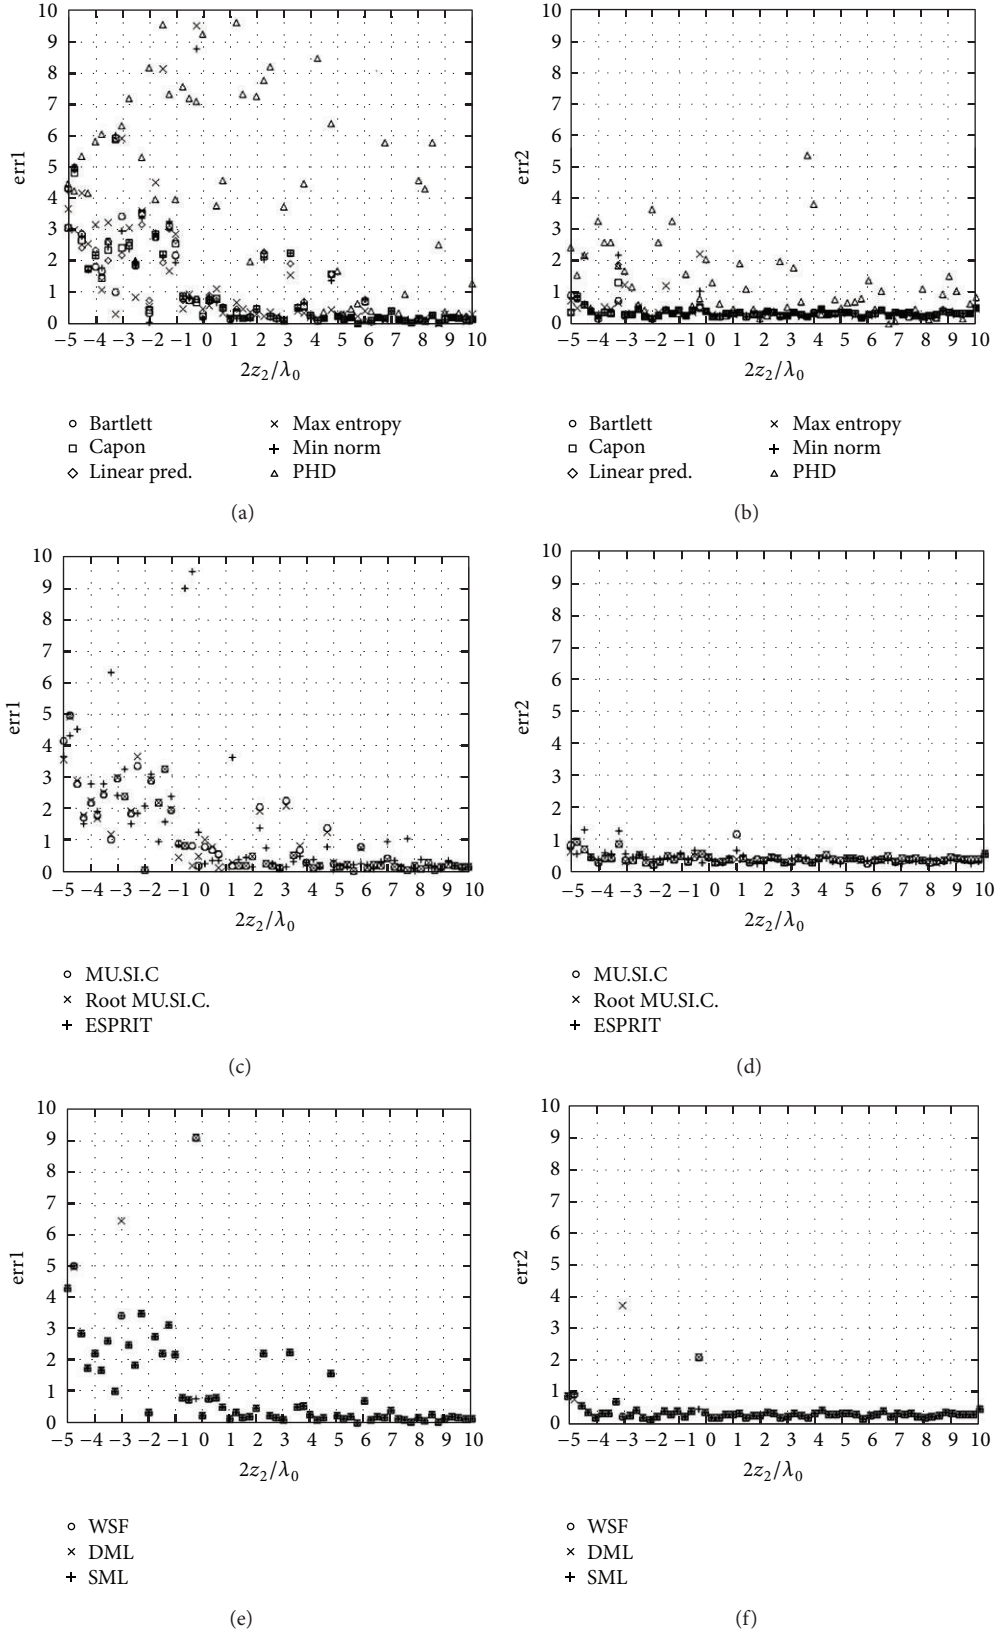 10
9
8
7
6
5
4
3
2
1
0
err1
−5 −4 −3 −2 −1 0 1 2 3 4 5 6 7 8 9 10
2z₂/λ₀
Bartlett
Capon
Linear pred.
Max entropy
Min norm
PHD
(a)
10
9
8
7
6
5
4
3
2
1
0
err2
−5 −4 −3 −2 −1 0 1 2 3 4 5 6 7 8 9 10
2z₂/λ₀
Bartlett
Capon
Linear pred.
Max entropy
Min norm
PHD
(b)
10
9
8
7
6
5
4
3
2
1
0
err1
−5 −4 −3 −2 −1 0 1 2 3 4 5 6 7 8 9 10
2z₂/λ₀
MU.SI.C
Root MU.SI.C.
ESPRIT
(c)
10
9
8
7
6
5
4
3
2
1
0
err2
−5 −4 −3 −2 −1 0 1 2 3 4 5 6 7 8 9 10
2z₂/λ₀
MU.SI.C
Root MU.SI.C.
ESPRIT
(d)
10
9
8
7
6
5
4
3
2
1
0
err1
−5 −4 −3 −2 −1 0 1 2 3 4 5 6 7 8 9 10
2z₂/λ₀
WSF
DML
SML
(e)
10
9
8
7
6
5
4
3
2
1
0
err2
−5 −4 −3 −2 −1 0 1 2 3 4 5 6 7 8 9 10
2z₂/λ₀
WSF
DML
SML
(f)